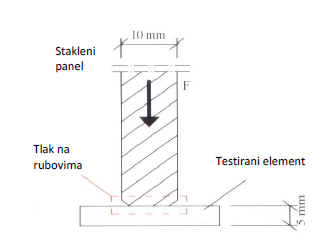 10 mm
Stakleni
panel
F
Tlak na
rubovima
Testirani element
5 mm